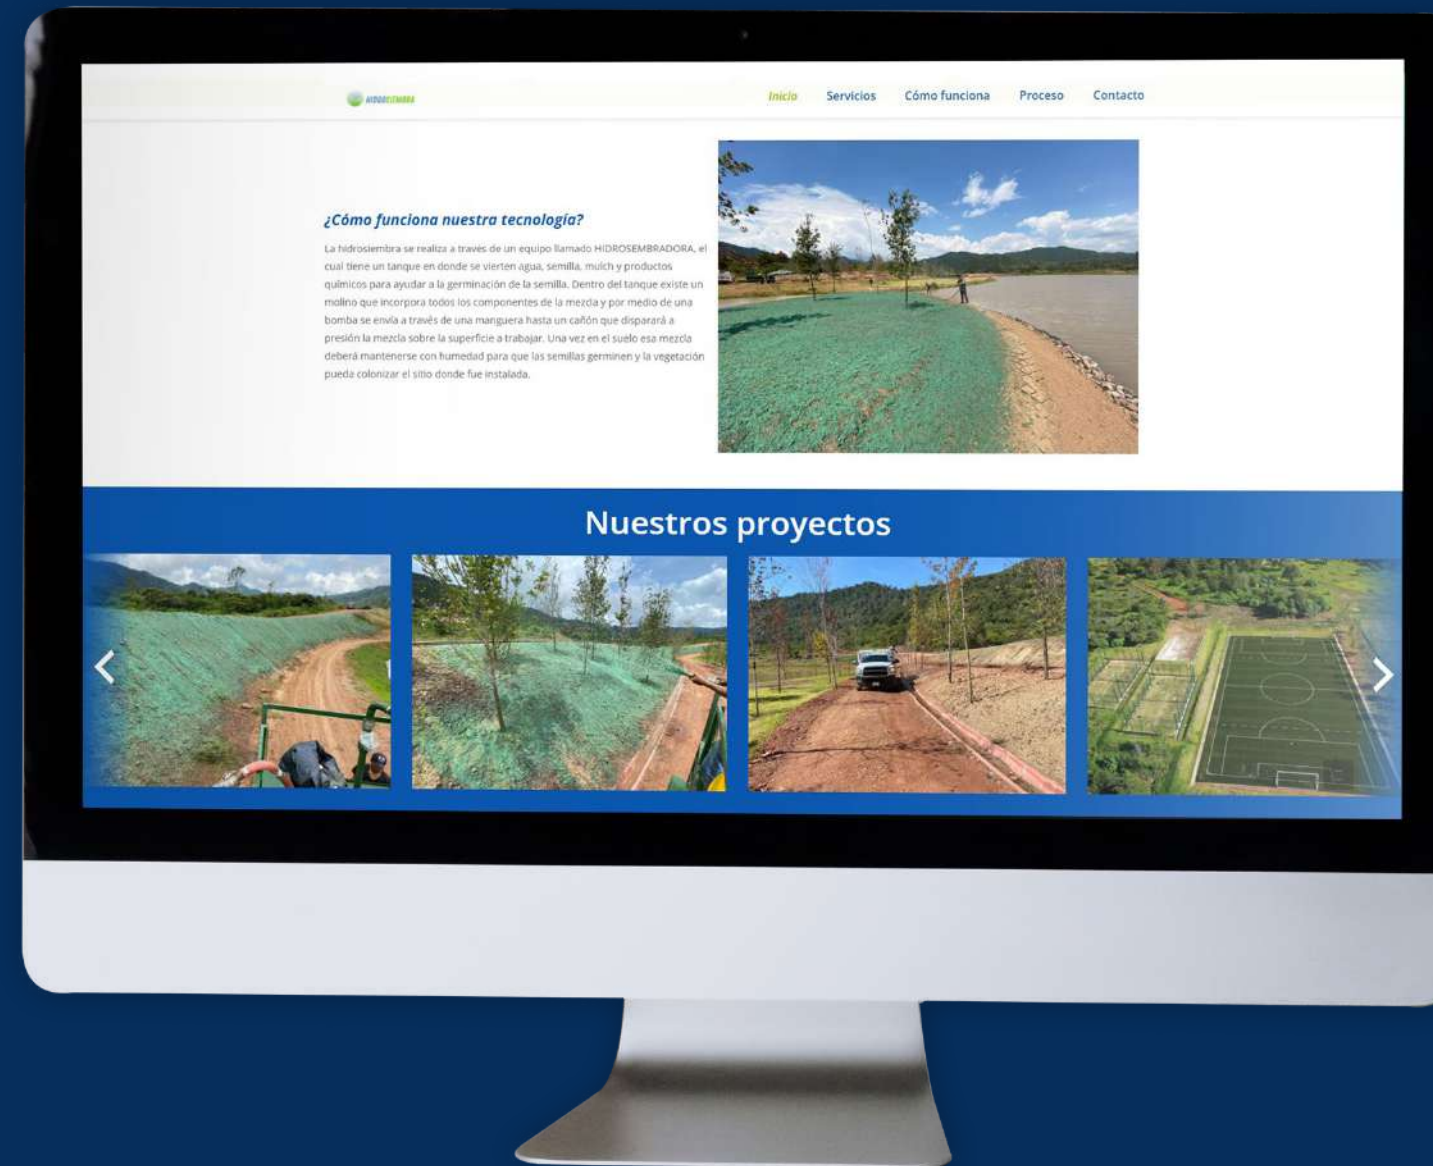 HIDROSIEMBRA
Inicio Servicios Cómo funciona Proceso Contacto
¿Cómo funciona nuestra tecnología?
La hidrosiembra se realiza a través de un equipo llamado HIDROSEMBRADORA, el
cual tiene un tanque en donde se vierten agua, semilla, mulch y productos
químicos para ayudar a la germinación de la semilla. Dentro del tanque existe un
molino que incorpora todos los componentes de la mezcla y por medio de una
bomba se envía a través de una manguera hasta un cañón que disparará a
presión la mezcla sobre la superficie a trabajar. Una vez en el suelo esa mezcla
deberá mantenerse con humedad para que las semillas germinen y la vegetación
pueda colonizar el sitio donde fue instalada.
Nuestros proyectos